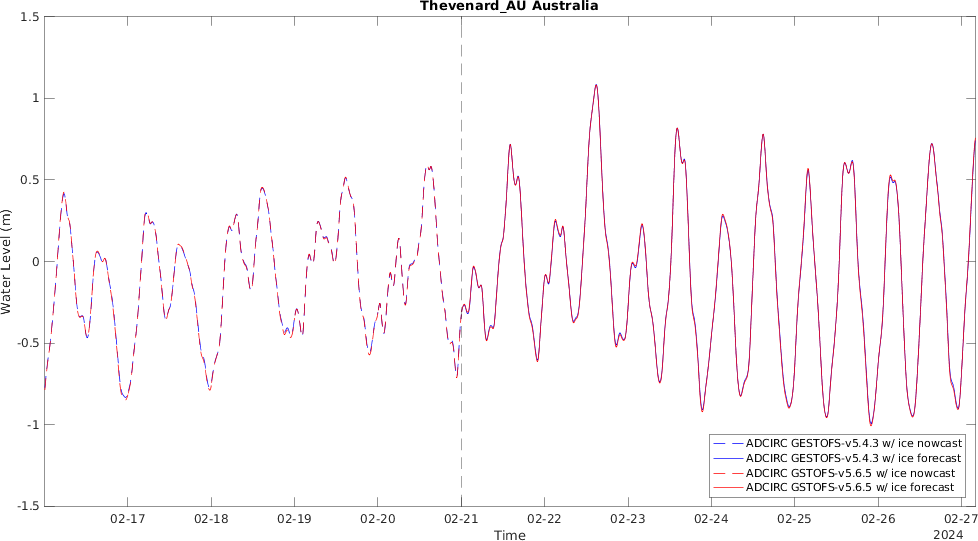 Thevenard_AU Australia
1.5
1
0.5
0
-0.5
-1
-1.5
Water Level (m)
02-17
02-18
02-19
02-20
02-21
02-22
02-23
02-24
02-25
02-26
02-27
Time
2024
ADCIRC GESTOFS-v5.4.3 w/ ice nowcast
ADCIRC GESTOFS-v5.4.3 w/ ice forecast
ADCIRC GSTOFS-v5.6.5 w/ ice nowcast
ADCIRC GSTOFS-v5.6.5 w/ ice forecast